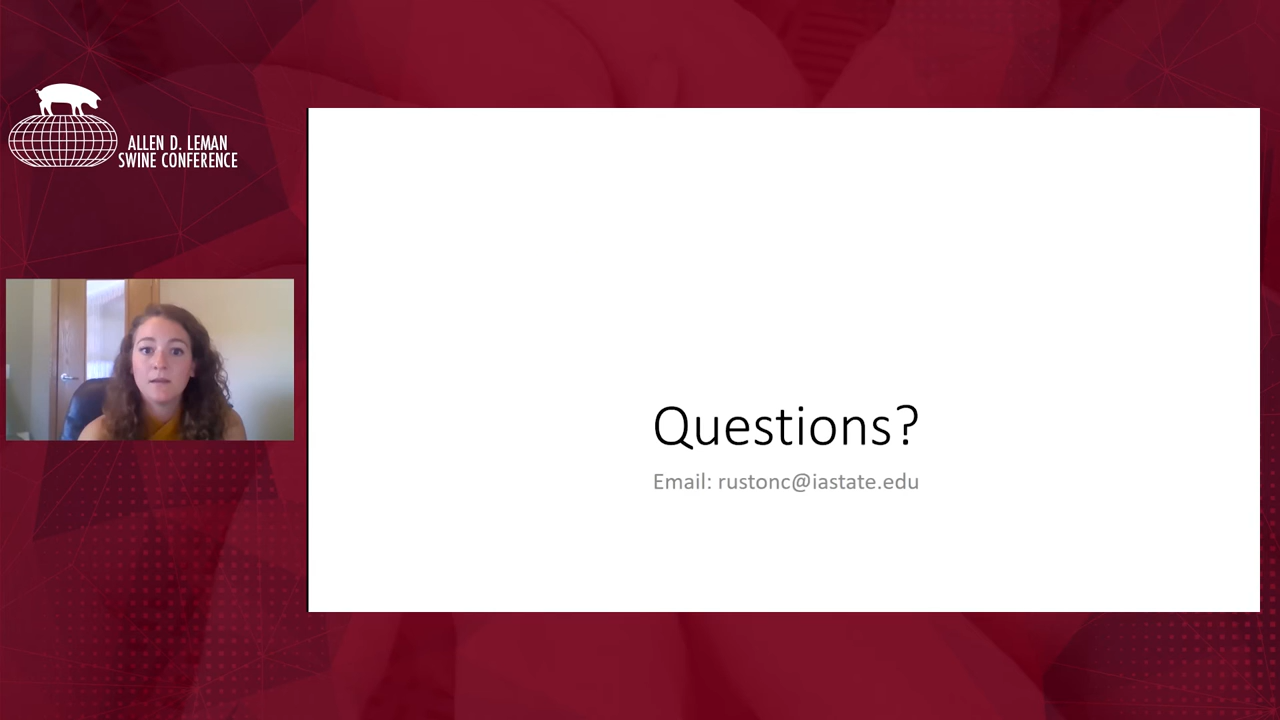 ALLEN D. LEMAN
SWINE CONFERENCE
Questions?
Email: rustonc@iastate.edu